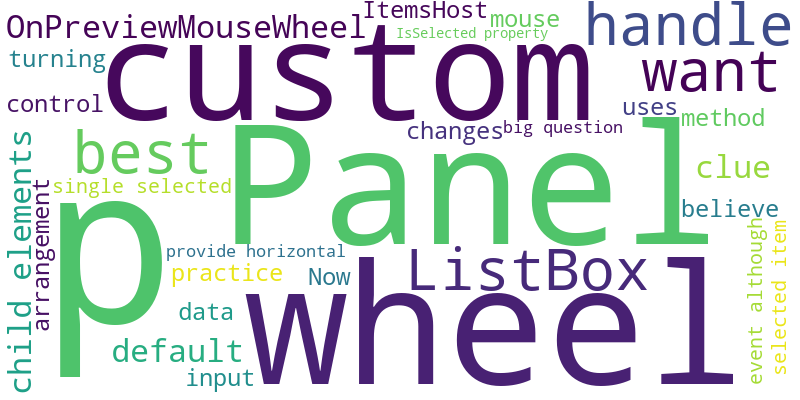 ItemsHost
OnPreviewMouseWheel
mouse
handle
IsSelected property
custom
turning
want
control
uses
method
changes
big question
best
Panel
clue
single selected
child elements
arrangement
p
believe
provide horizontal
ListBox
practice
Now
event although
selected item
wheel
data
default
input